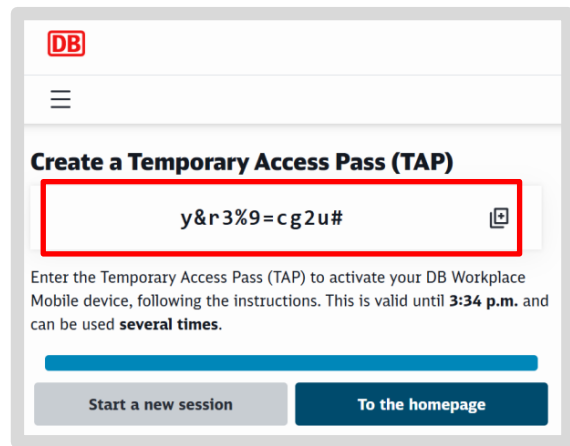 DB
Create a Temporary Access Pass (TAP)
y&r3%9=cg2u#
Enter the Temporary Access Pass (TAP) to activate your DB Workplace
Mobile device, following the instructions. This is valid until 3:34 p.m. and
can be used several times.
Start a new session
To the homepage